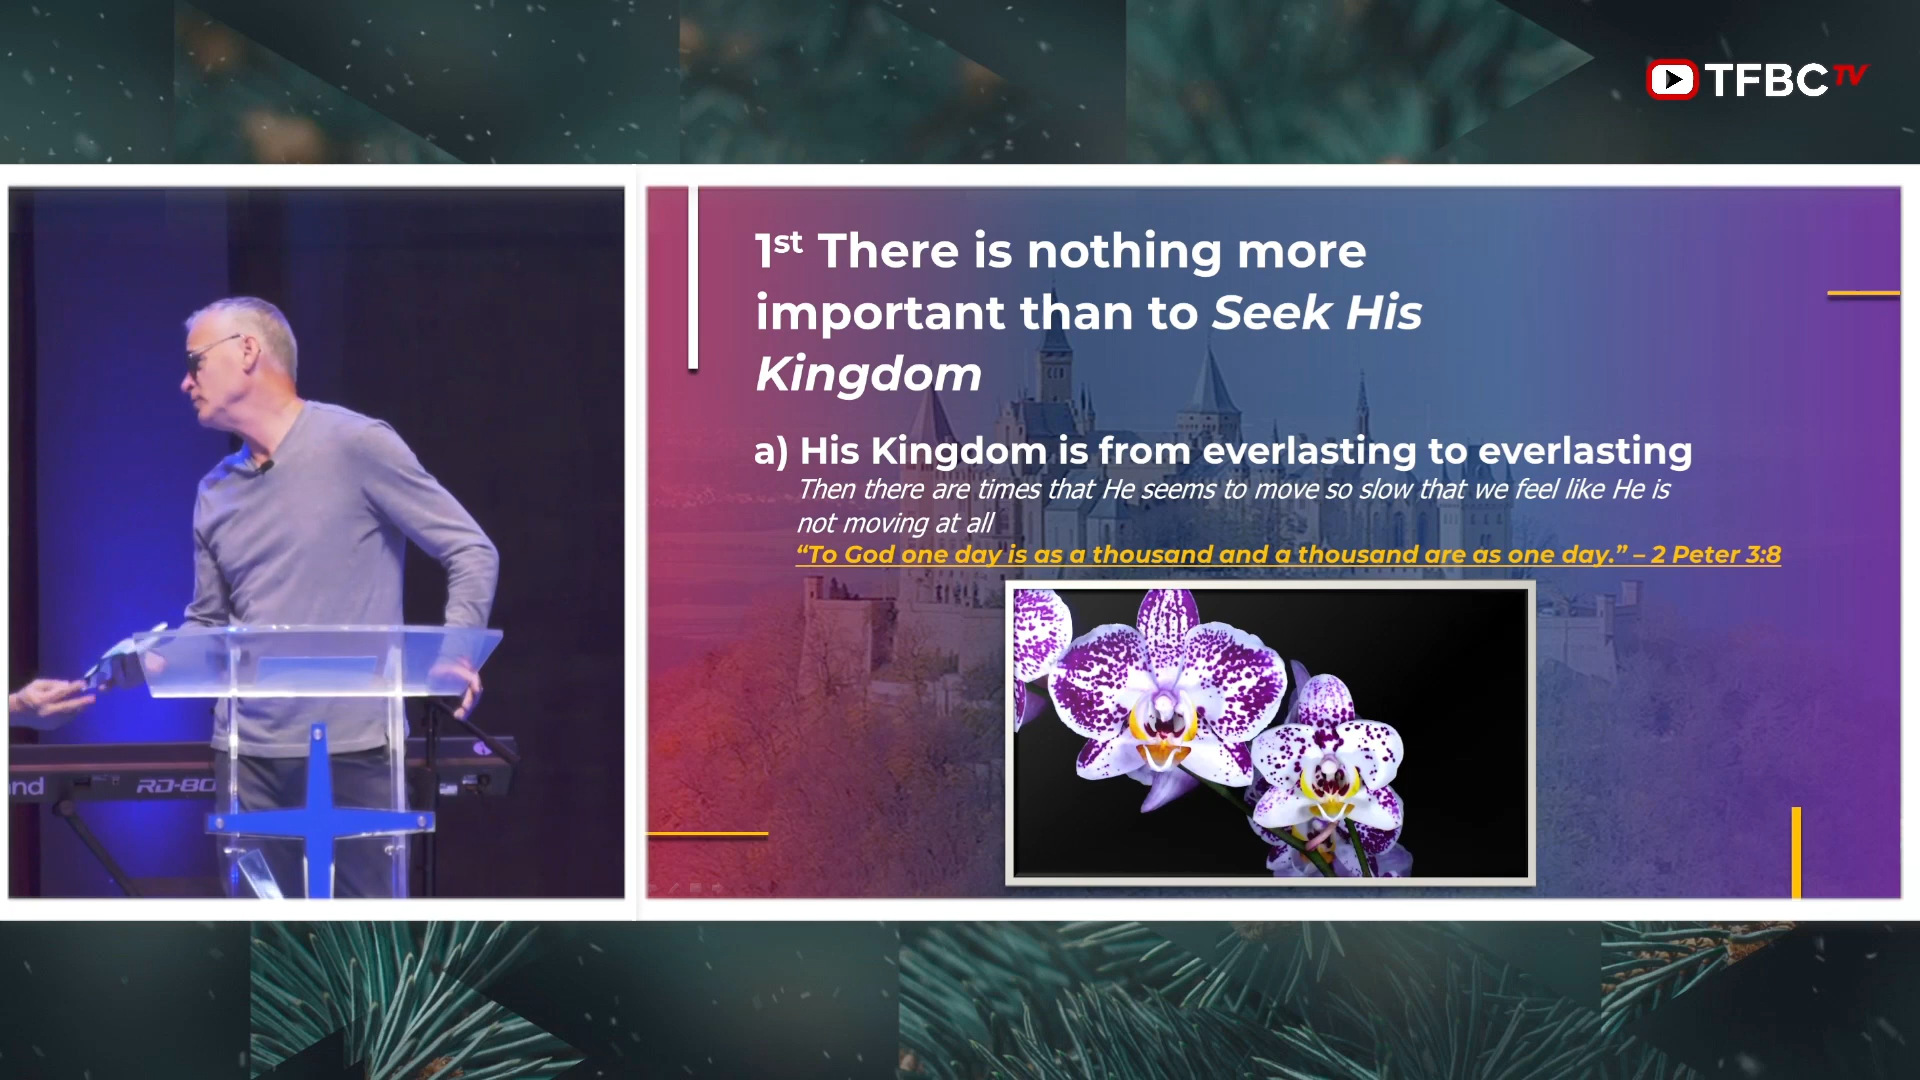 TFBC TV
1st There is nothing more
important than to Seek His
Kingdom
a) His Kingdom is from everlasting to everlasting
Then there are times that He seems to move so slow that we feel like He is
not moving at all
“To God one day is as a thousand and a thousand are as one day.” – 2 Peter 3:8
nd RD-80